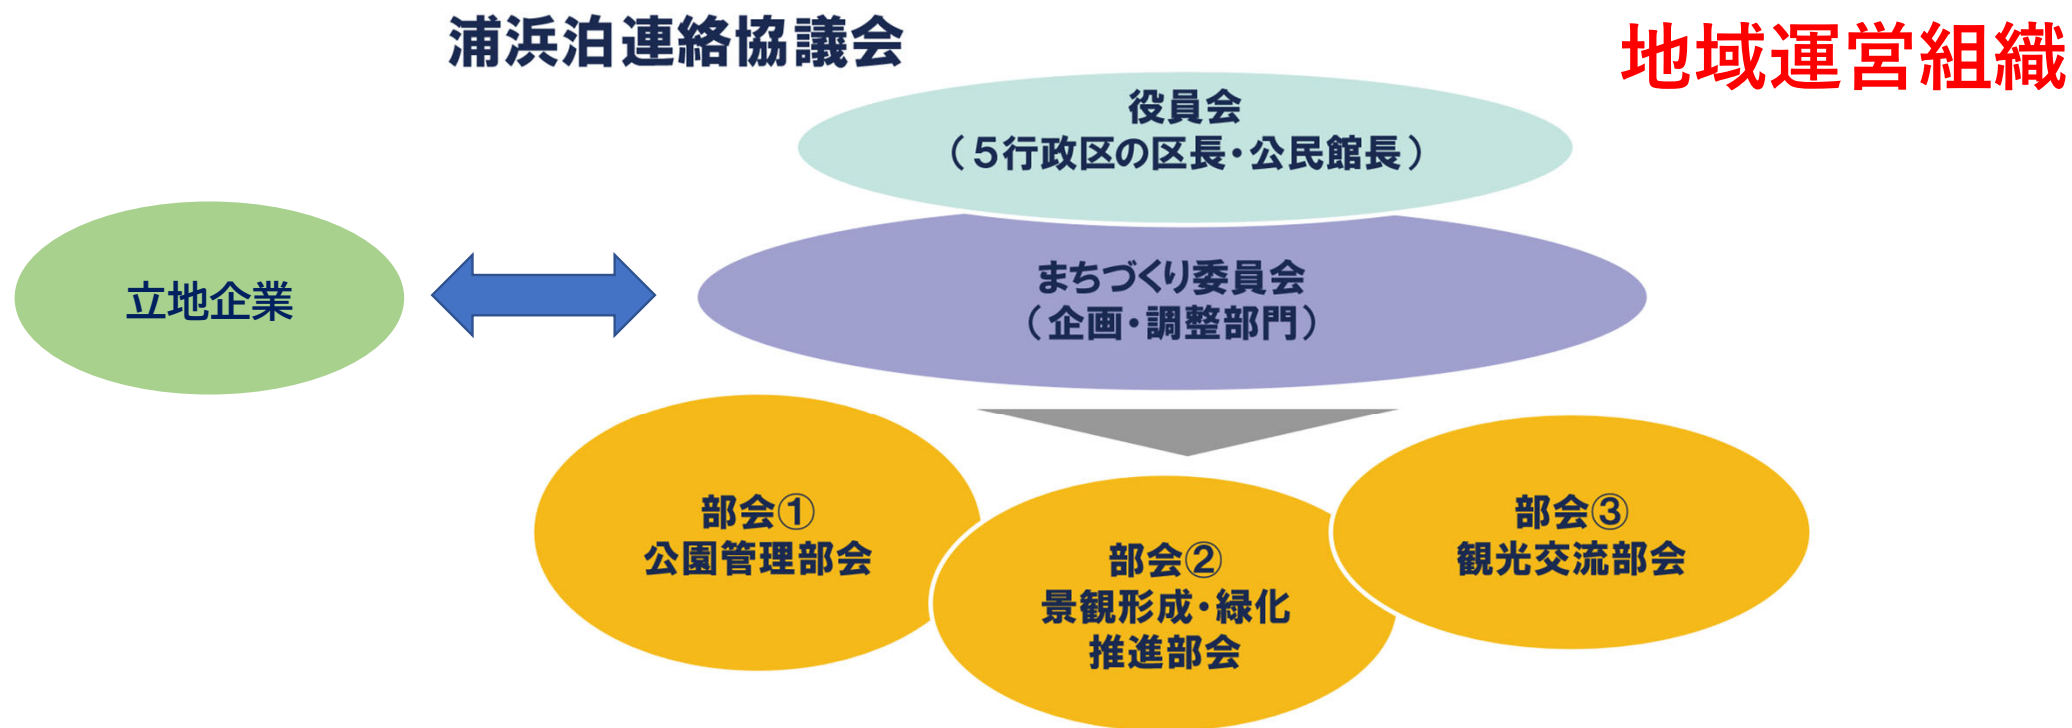 浦浜泊連絡協議会
地域運営組織
役員会
（５行政区の区長・公民館長）
立地企業
まちづくり委員会
（企画・調整部門）
部会①
公園管理部会
部会②
景観形成・緑化
推進部会
部会③
観光交流部会